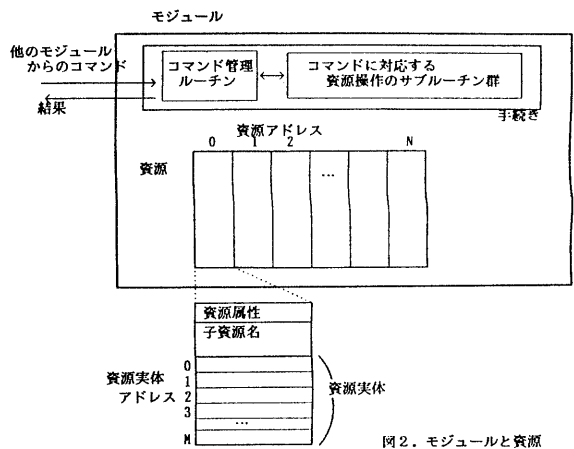 モジュール
他のモジュール
からのコマンド
結果
コマンド管理
ルーチン
コマンドに対応する
資源操作のサブルーチン群
手続き
資源アドレス
0 1 2 N
資源
...
資源属性
子資源名
資源実体
アドレス
0
1
2
3
...
M
資源実体
図2. モジュールと資源